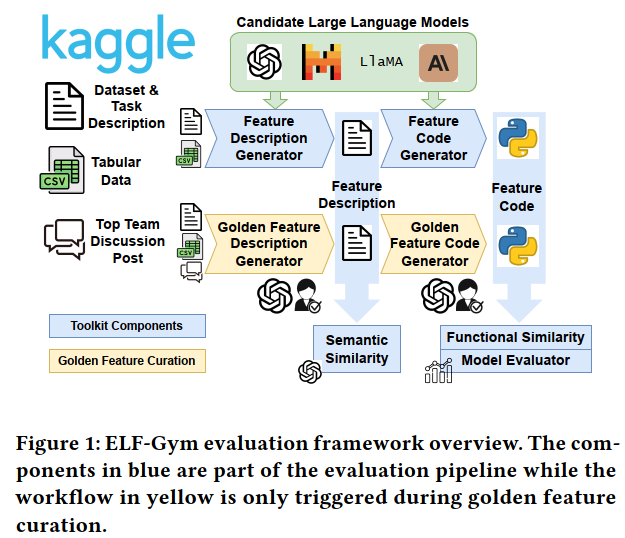 kaggle
Candidate Large Language Models
LlaMA
Dataset &
Task
Description
CSV
Feature
Description
Generator
Feature
Code
Generator
Tabular
Data
CSV
Feature
Description
Feature
Code
Top Team
Discussion
Post
CSV
Golden Feature
Description
Generator
Golden
Feature Code
Generator
Toolkit Components
Golden Feature Curation
Semantic
Similarity
Functional Similarity
Model Evaluator
Figure 1: ELF-Gym evaluation framework overview. The com-
ponents in blue are part of the evaluation pipeline while the
workflow in yellow is only triggered during golden feature
curation.